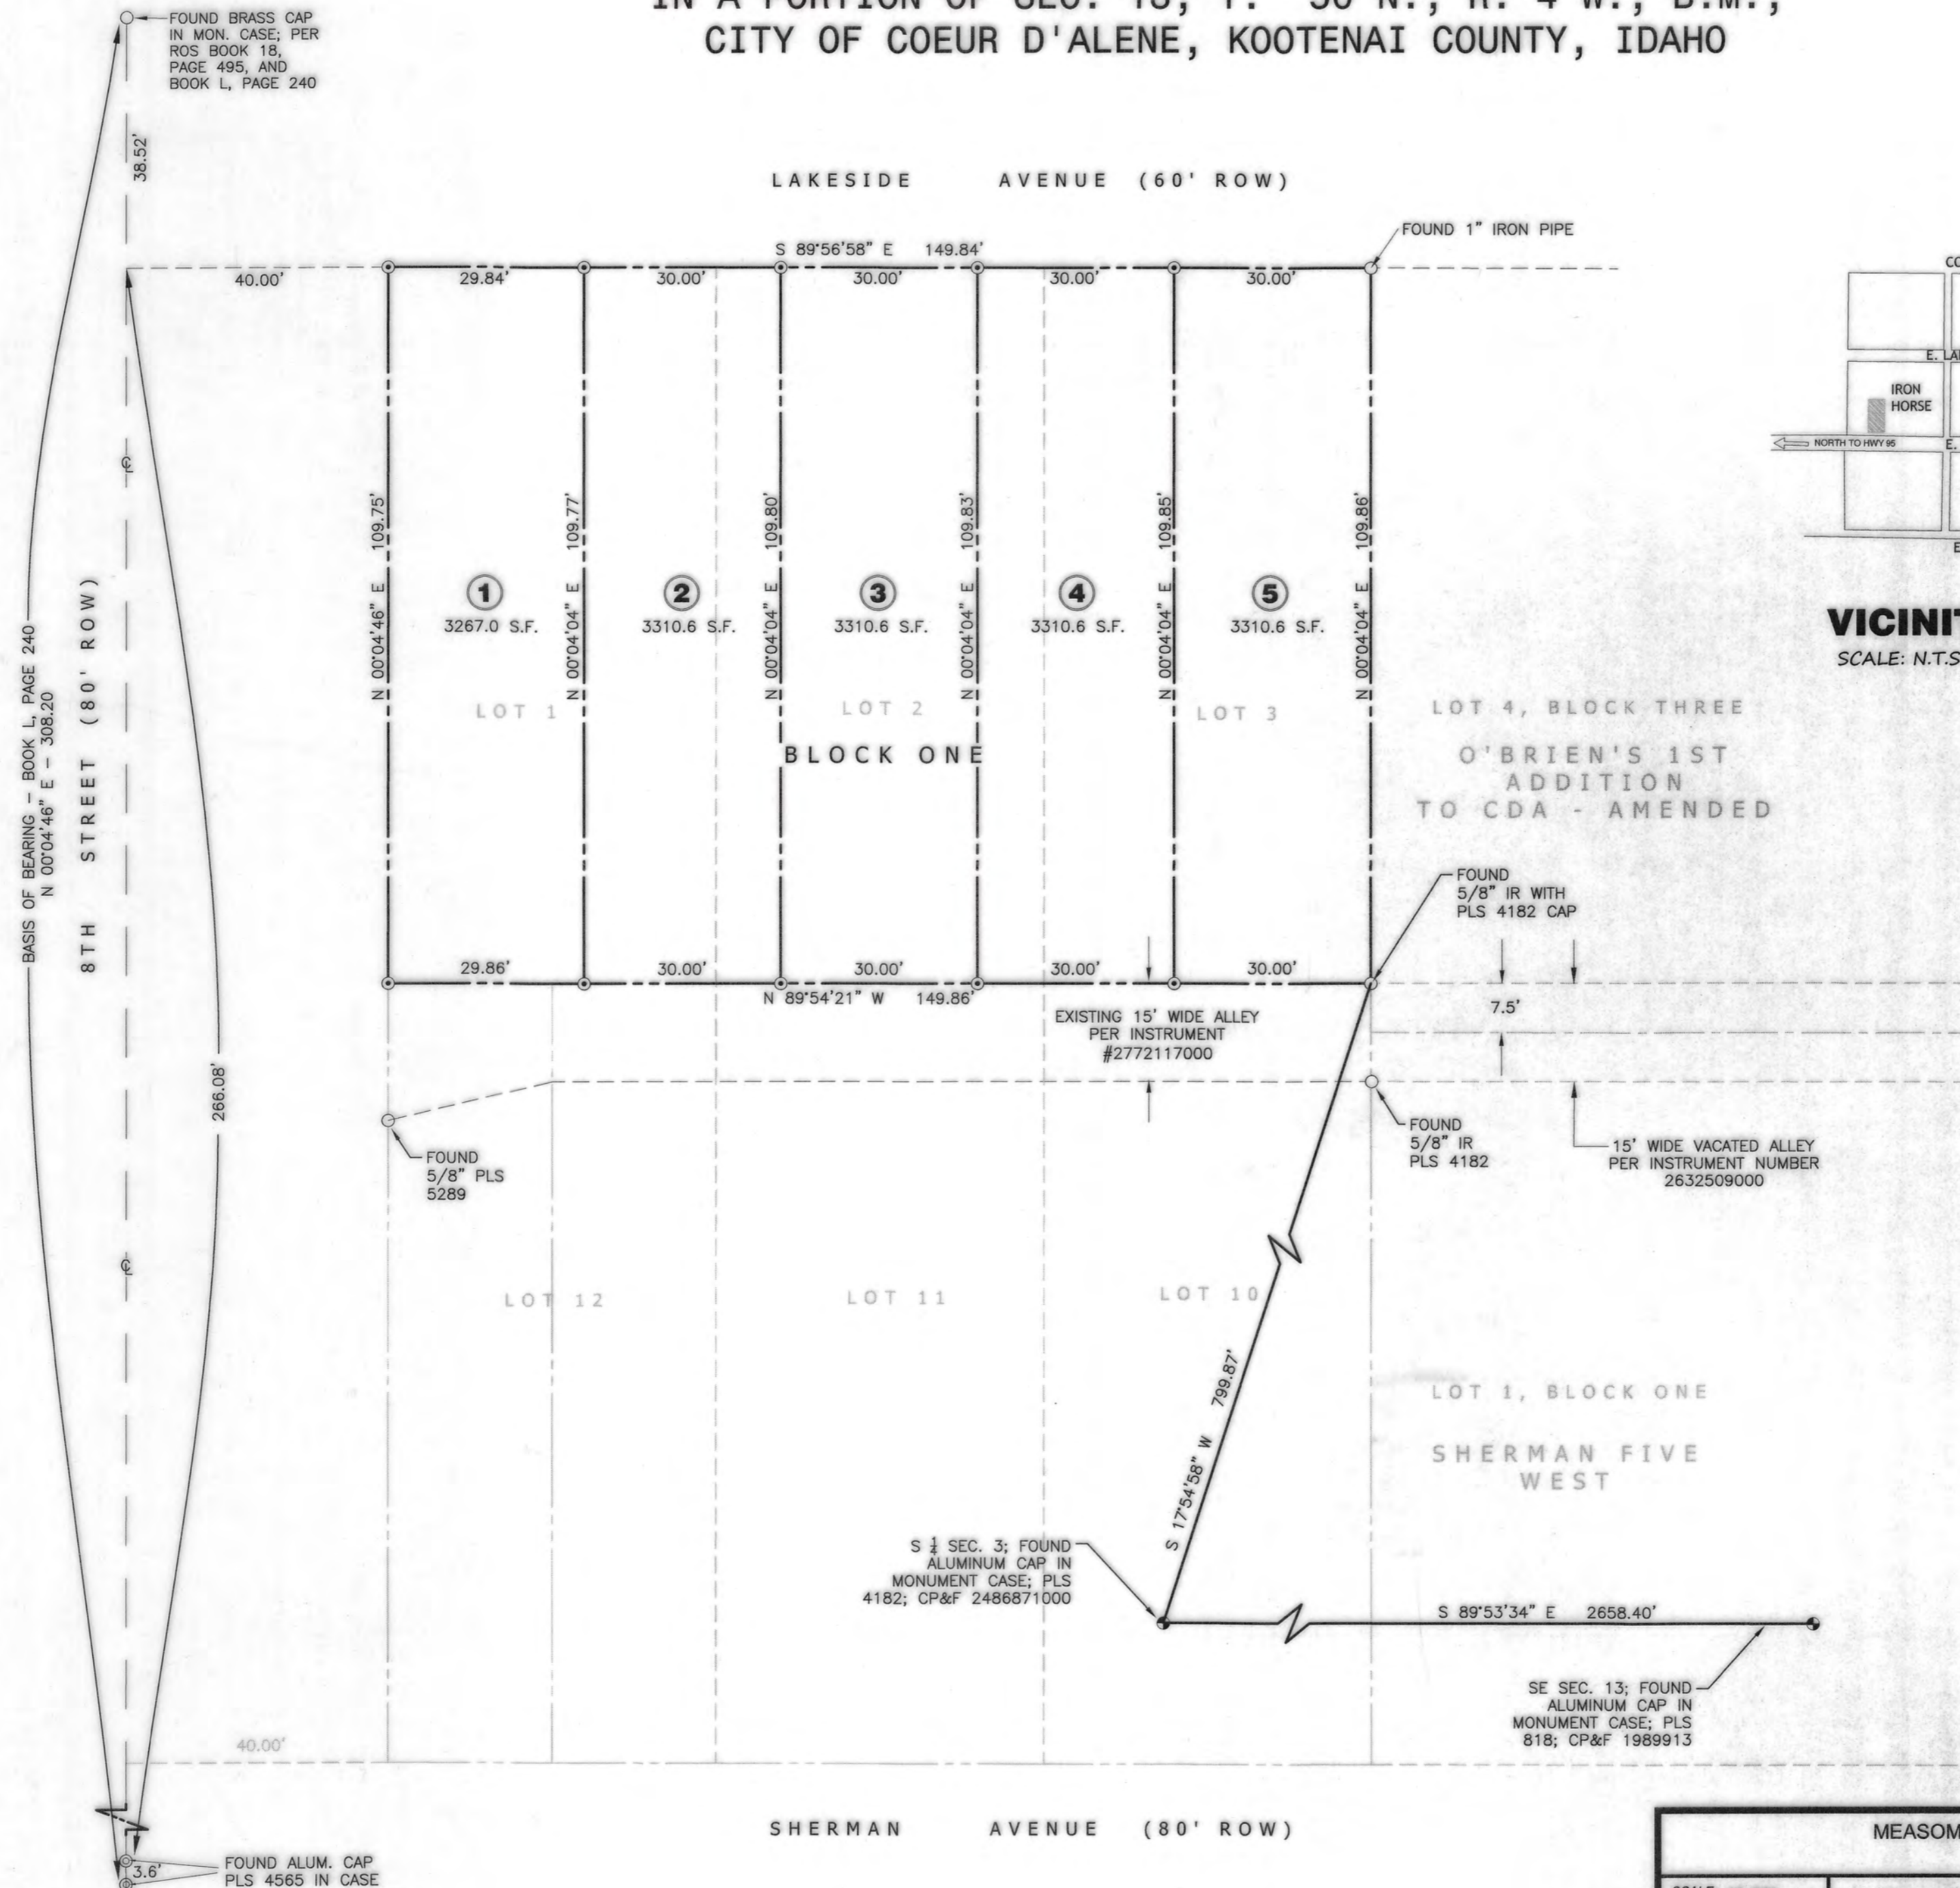 CITY OF COEUR D'ALENE, KOOTENAI COUNTY, IDAHO
FOUND BRASS CAP
IN MON. CASE; PER
ROS BOOK 18,
PAGE 495, AND
BOOK L, PAGE 240
38.52'
LAKESIDE AVENUE (60' ROW)
FOUND 1" IRON PIPE
S 89°56'58" E 149.84'
40.00'
29.84'
30.00'
30.00'
30.00'
30.00'
E. LA
IRON
HORSE
NORTH TO HWY 95
E.
N 00°04'46" E 109.75'
N 00°04'04" E 109.77'
N 00°04'04" E 109.80'
N 00°04'04" E 109.83'
N 00°04'04" E 109.85'
N 00°04'04" E 109.86'
1
3267.0 S.F.
2
3310.6 S.F.
3
3310.6 S.F.
4
3310.6 S.F.
5
3310.6 S.F.
VICINIT
SCALE: N.T.S
BASIS OF BEARING - BOOK L, PAGE 240
N 00°04'46" E - 308.20
8TH STREET (80' ROW)
LOT 1
LOT 2
LOT 3
BLOCK ONE
LOT 4, BLOCK THREE
O'BRIEN'S 1ST
ADDITION
TO CDA - AMENDED
FOUND
5/8" IR WITH
PLS 4182 CAP
29.86'
30.00'
30.00'
30.00'
30.00'
N 89°54'21" W 149.86'
7.5'
EXISTING 15' WIDE ALLEY
PER INSTRUMENT
#2772117000
266.08'
FOUND
5/8" PLS
5289
FOUND
5/8" IR
PLS 4182
15' WIDE VACATED ALLEY
PER INSTRUMENT NUMBER
2632509000
LOT 12
LOT 11
LOT 10
S 17°54'58" W 799.87'
LOT 1, BLOCK ONE
SHERMAN FIVE
WEST
S 1/4 SEC. 3; FOUND
ALUMINUM CAP IN
MONUMENT CASE; PLS
4182; CP&F 2486871000
S 89°53'34" E 2658.40'
SE SEC. 13; FOUND
ALUMINUM CAP IN
MONUMENT CASE; PLS
818; CP&F 1989913
40.00'
SHERMAN AVENUE (80' ROW)
3.6'
FOUND ALUM. CAP
PLS 4565 IN CASE
MEASOM